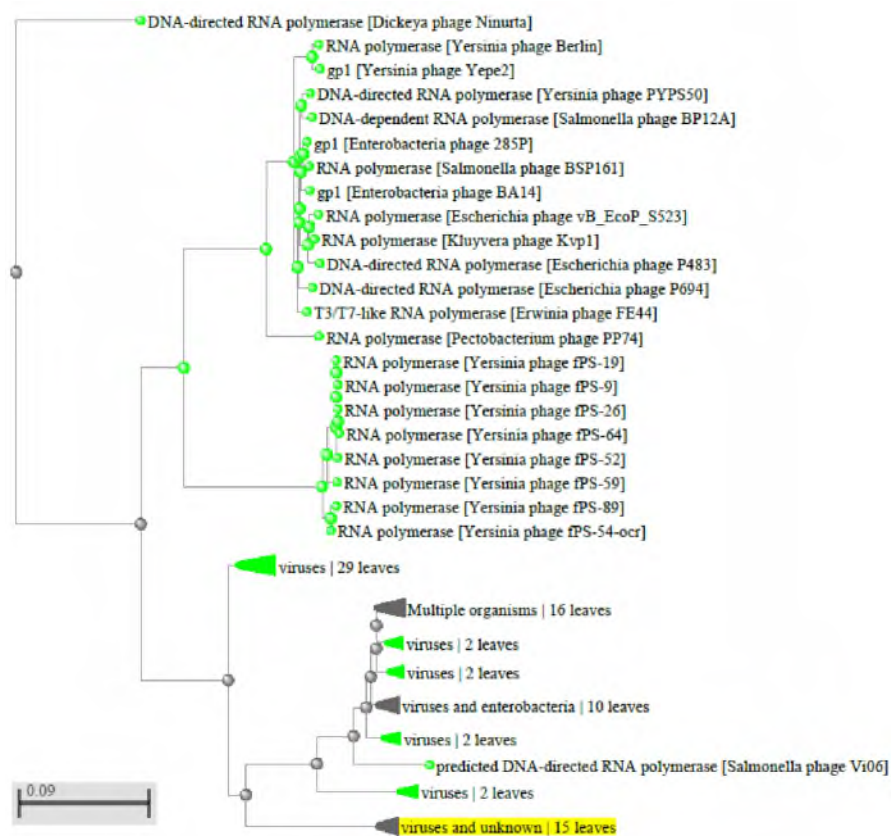 DNA-directed RNA polymerase [Dickeya phage Ninurta]
RNA polymerase [Yersinia phage Berlin]
gp1 [Yersinia phage Yepe2]
DNA-directed RNA polymerase [Yersinia phage PYPS50]
DNA-dependent RNA polymerase [Salmonella phage BP12A]
gp1 [Enterobacteria phage 285P]
RNA polymerase [Salmonella phage BSP161]
gp1 [Enterobacteria phage BA14]
RNA polymerase [Escherichia phage vB_EcoP_S523]
RNA polymerase [Kluyvera phage Kvp1]
DNA-directed RNA polymerase [Escherichia phage P483]
DNA-directed RNA polymerase [Escherichia phage P694]
T3/T7-like RNA polymerase [Erwinia phage FE44]
RNA polymerase [Pectobacterium phage PP74]
RNA polymerase [Yersinia phage fPS-19]
RNA polymerase [Yersinia phage fPS-9]
RNA polymerase [Yersinia phage fPS-26]
RNA polymerase [Yersinia phage fPS-64]
RNA polymerase [Yersinia phage fPS-52]
RNA polymerase [Yersinia phage fPS-59]
RNA polymerase [Yersinia phage fPS-89]
RNA polymerase [Yersinia phage fPS-54-ocr]
viruses | 29 leaves
Multiple organisms | 16 leaves
viruses | 2 leaves
viruses | 2 leaves
viruses and enterobacteria | 10 leaves
viruses | 2 leaves
predicted DNA-directed RNA polymerase [Salmonella phage Vi06]
viruses | 2 leaves
0.09
viruses and unknown | 15 leaves